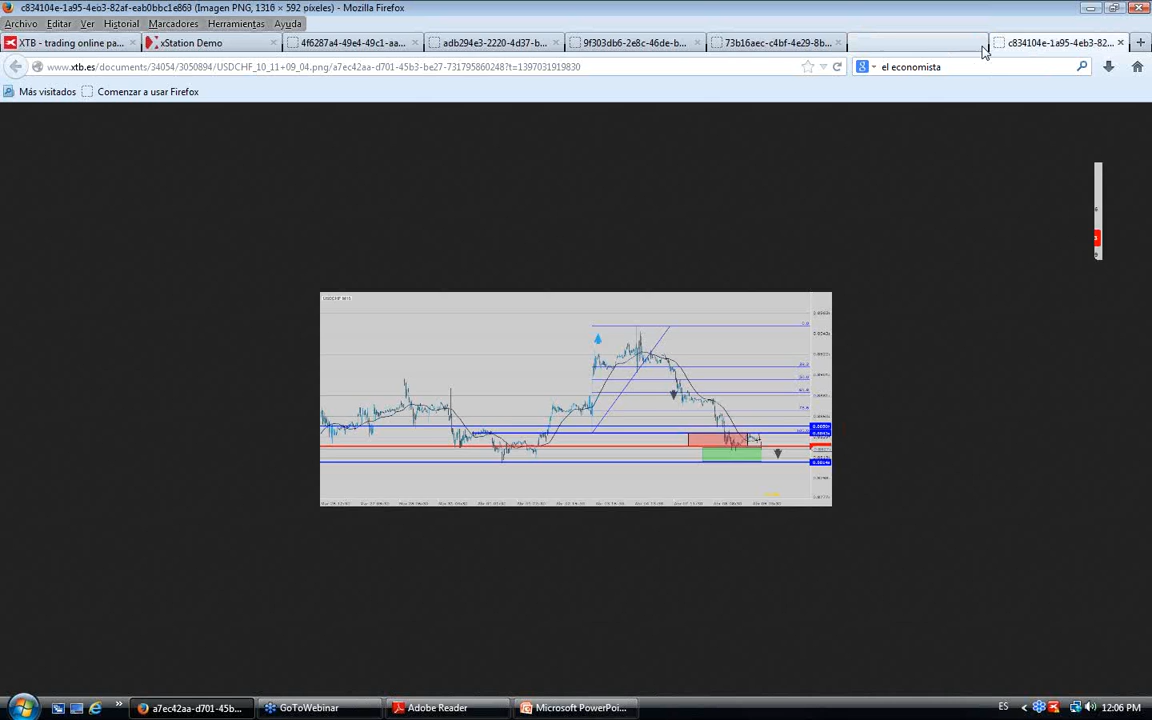 c834104e-1a95-4eb3-82af-eab0bbc1e860 (Imagen PNG, 1316 × 592 píxeles) - Mozilla Firefox
Archivo Editar Ver Historial Marcadores Herramientas Ayuda
XTB - trading online pa...
xStation Demo
4f6287a4-49e4-49c1-aa...
adb294e3-2220-4d37-b...
9f303db6-2e8c-46de-b...
73b16aec-c4bf-4e29-8b...
c834104e-1a95-4eb3-82...
www.xtb.es/documents/34054/3050894/USDCHF_10_11+09_04.png/a7ec42aa-d701-45b3-be27-731795860248?t=1397031919830
el economista
Más visitados
Comenzar a usar Firefox
USDCHF M15
a7ec42aa-d701-45b...
GoToWebinar
Adobe Reader
Microsoft PowerPoi...
ES
12:06 PM